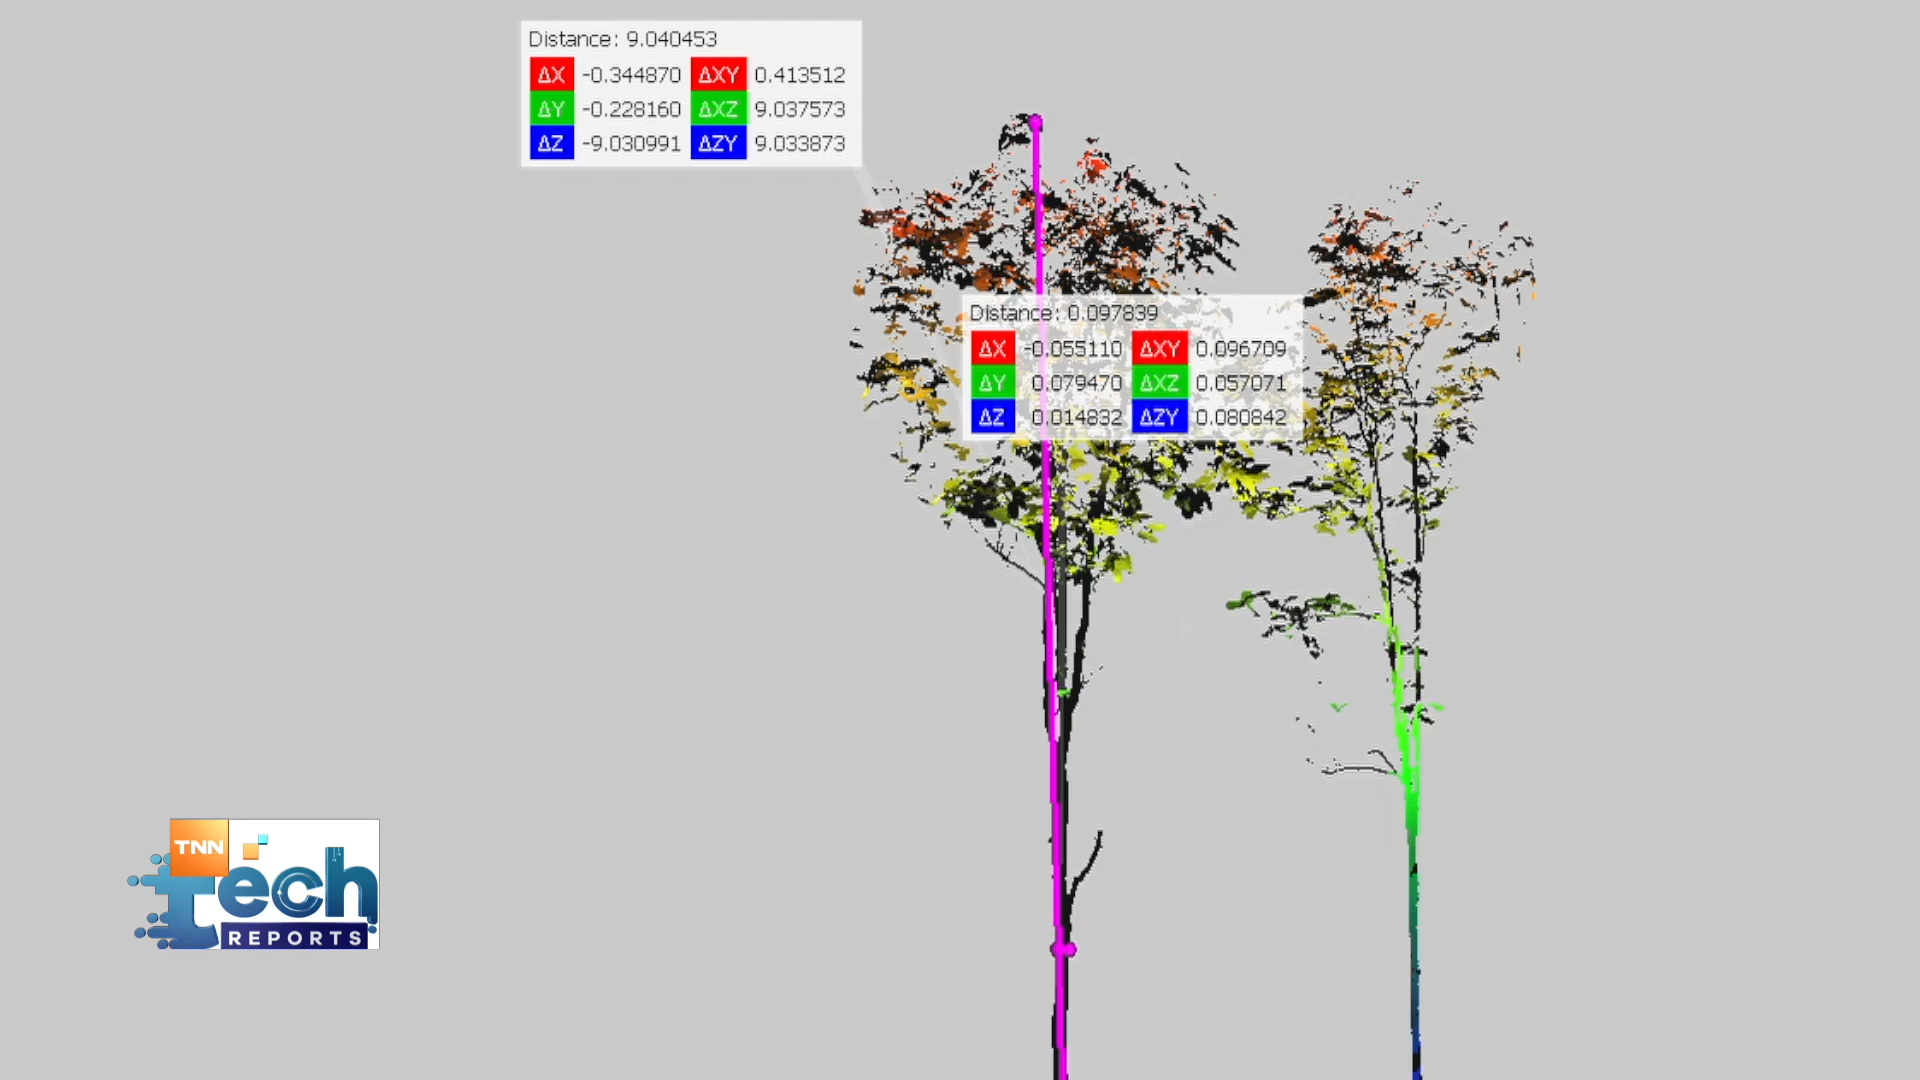 Distance: 9.040453
ΔX -0.344870 ΔXY 0.413512
ΔY -0.228160 ΔXZ 9.037573
ΔZ -9.030991 ΔZY 9.033873
Distance: 0.097839
ΔX -0.055110 ΔXY 0.096709
ΔY 0.079470 ΔXZ 0.057071
ΔZ 0.014832 ΔZY 0.080842
TNN
Tech
REPORTS